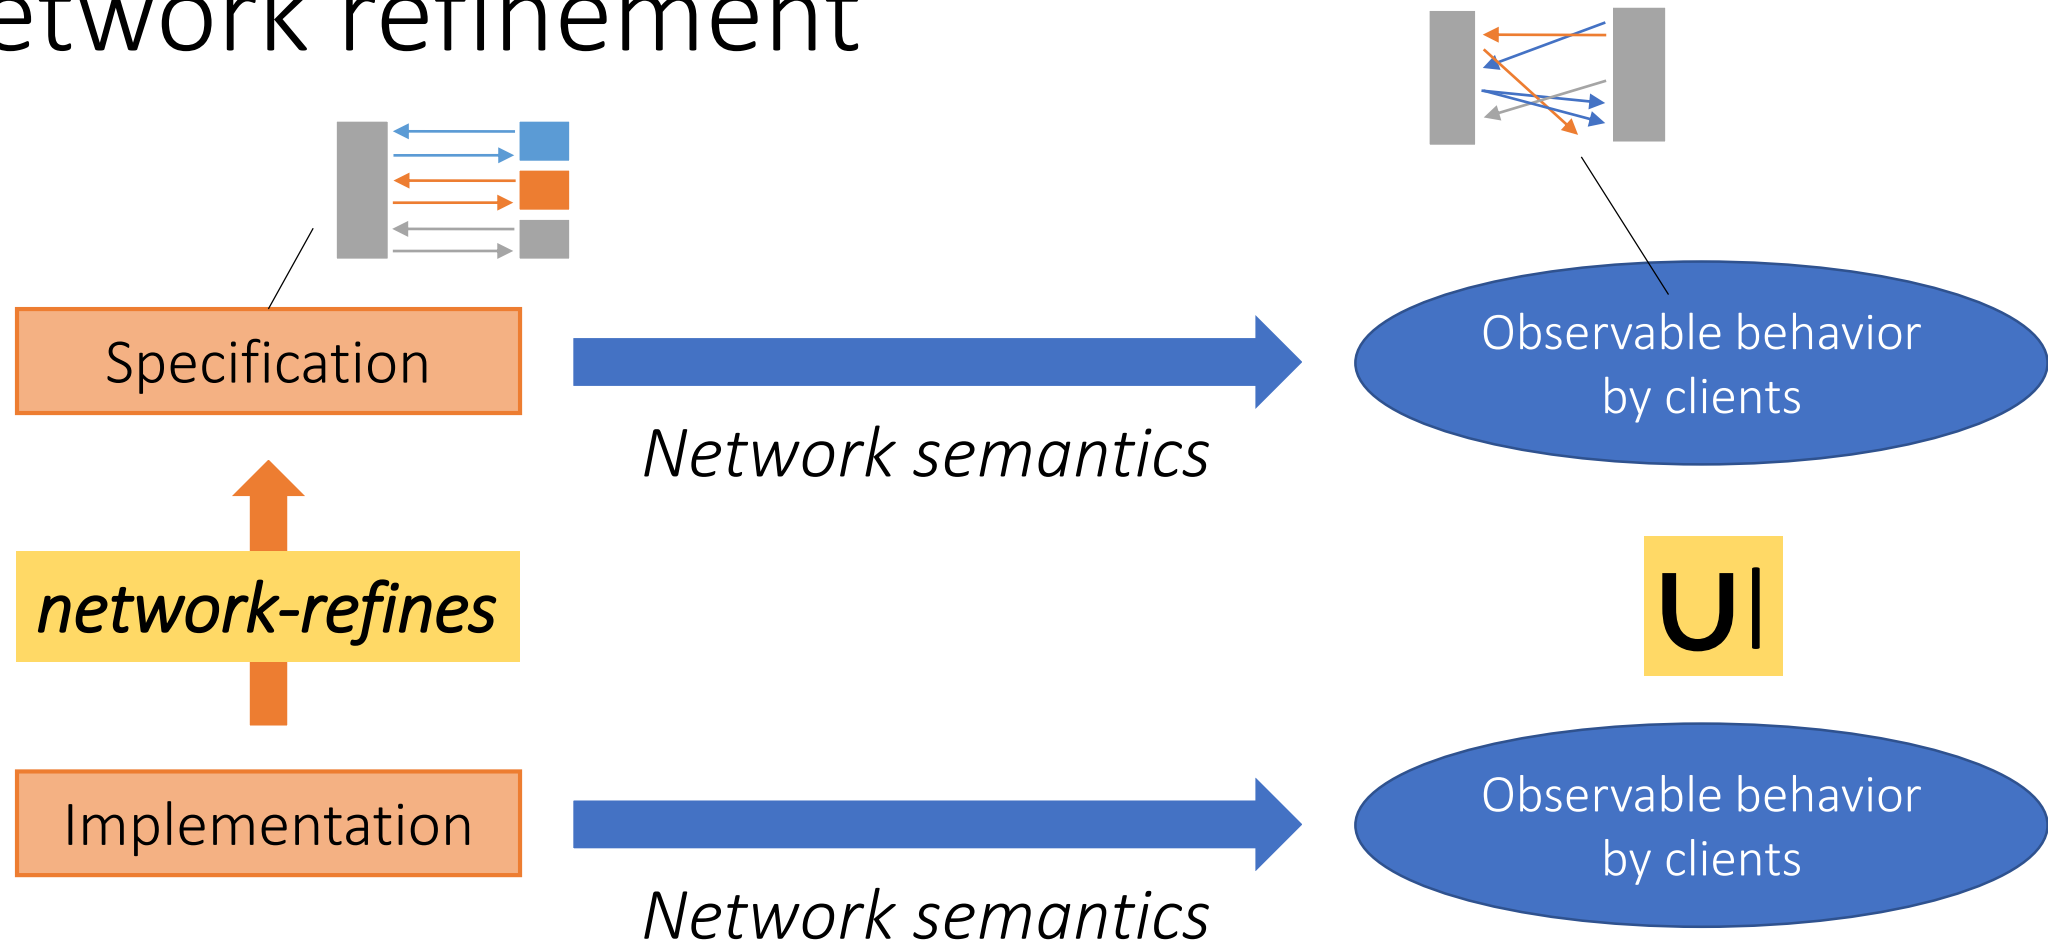 etwork refinement
Specification
Observable behavior
by clients
Network semantics
network-refines
U|
Implementation
Observable behavior
by clients
Network semantics